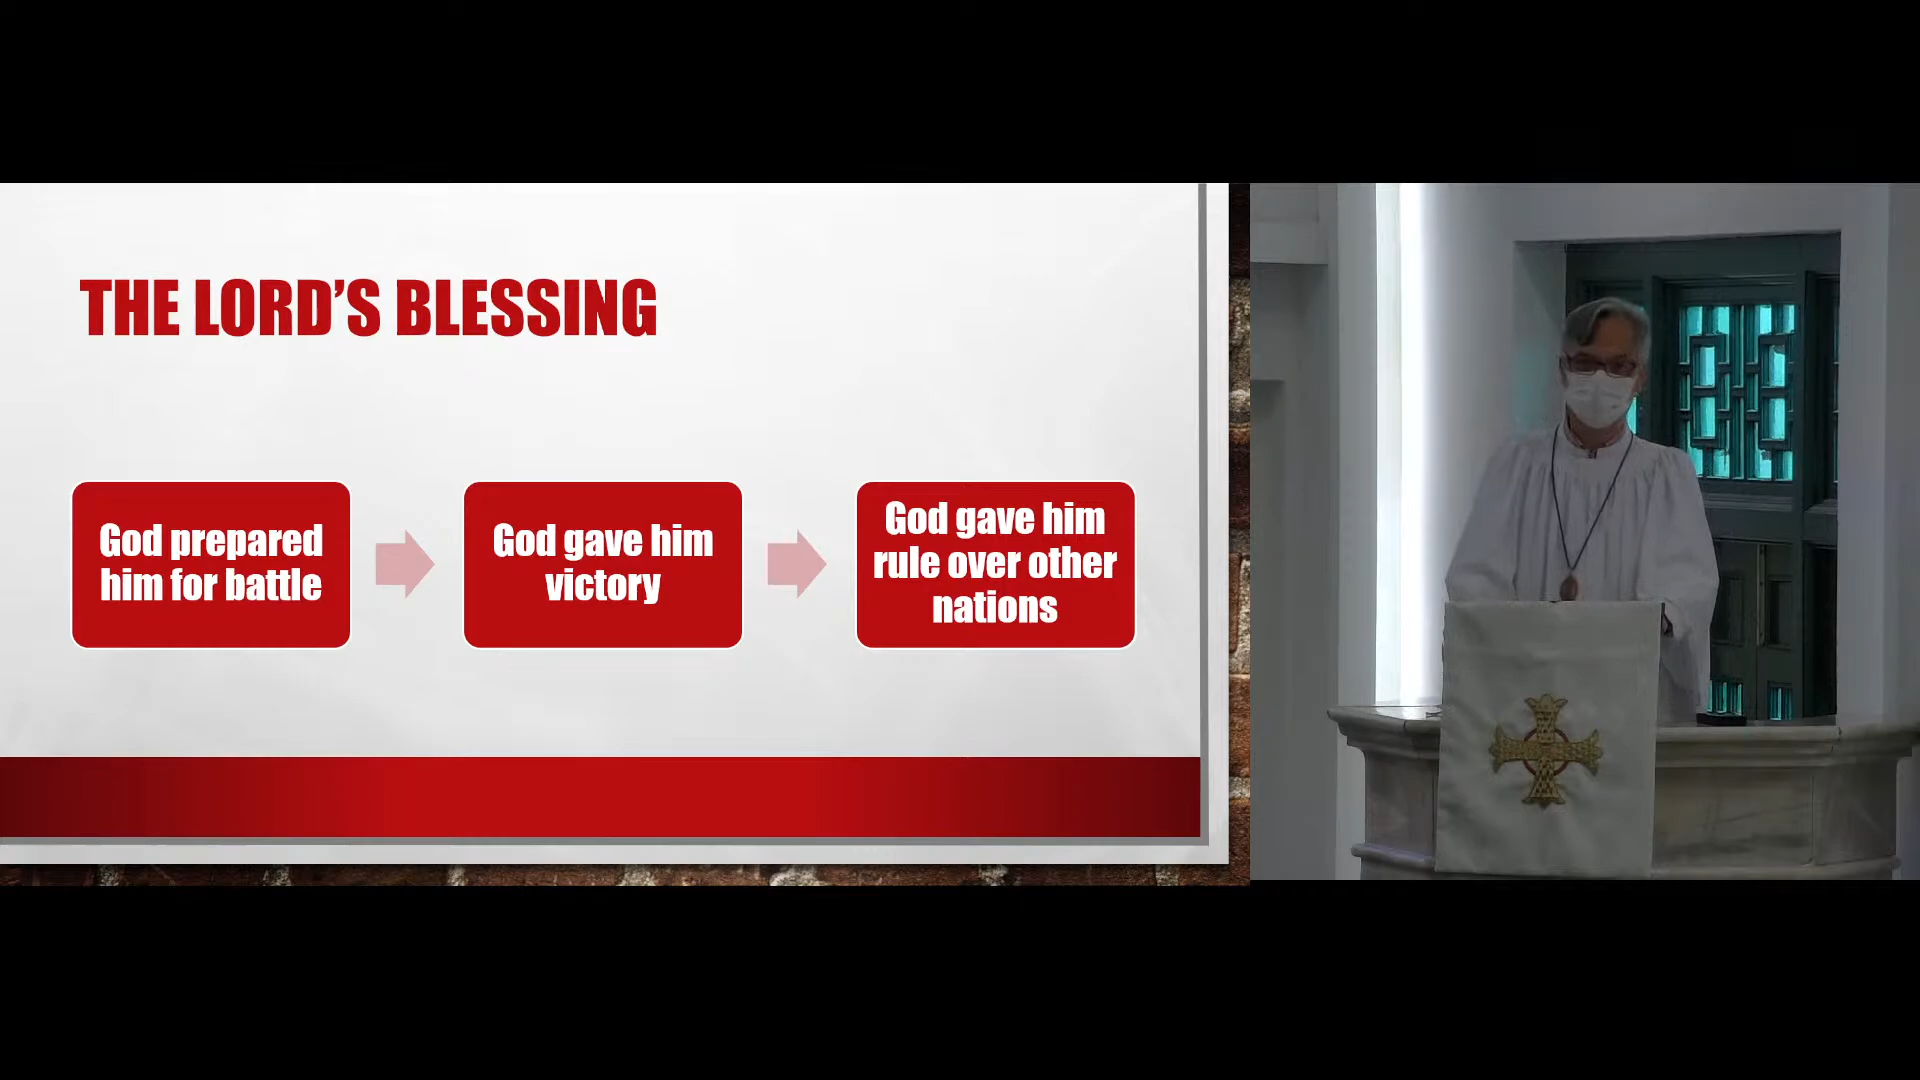 THE LORD'S BLESSING
God prepared
him for battle
God gave him
victory
God gave him
rule over other
nations